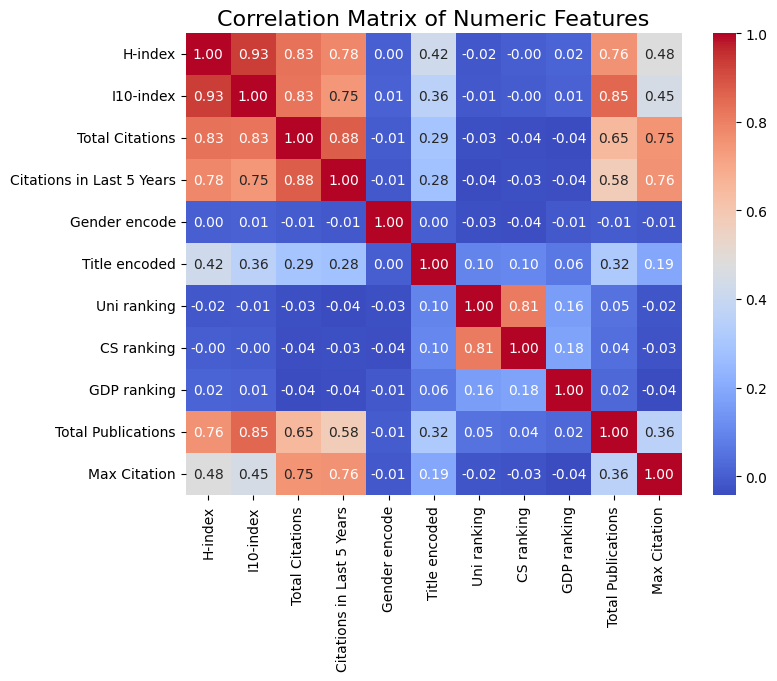 Correlation Matrix of Numeric Features
H-index 1.00 0.93 0.83 0.78 0.00 0.42 -0.02 -0.00 0.02 0.76 0.48
I10-index 0.93 1.00 0.83 0.75 0.01 0.36 -0.01 -0.00 0.01 0.85 0.45
Total Citations 0.83 0.83 1.00 0.88 -0.01 0.29 -0.03 -0.04 -0.04 0.65 0.75
Citations in Last 5 Years 0.78 0.75 0.88 1.00 -0.01 0.28 -0.04 -0.03 -0.04 0.58 0.76
Gender encode 0.00 0.01 -0.01 -0.01 1.00 0.00 -0.03 -0.04 -0.01 -0.01 -0.01
Title encoded 0.42 0.36 0.29 0.28 0.00 1.00 0.10 0.10 0.06 0.32 0.19
Uni ranking -0.02 -0.01 -0.03 -0.04 -0.03 0.10 1.00 0.81 0.16 0.05 -0.02
CS ranking -0.00 -0.00 -0.04 -0.03 -0.04 0.10 0.81 1.00 0.18 0.04 -0.03
GDP ranking 0.02 0.01 -0.04 -0.04 -0.01 0.06 0.16 0.18 1.00 0.02 -0.04
Total Publications 0.76 0.85 0.65 0.58 -0.01 0.32 0.05 0.04 0.02 1.00 0.36
Max Citation 0.48 0.45 0.75 0.76 -0.01 0.19 -0.02 -0.03 -0.04 0.36 1.00
H-index
I10-index
Total Citations
Citations in Last 5 Years
Gender encode
Title encoded
Uni ranking
CS ranking
GDP ranking
Total Publications
Max Citation
1.0
0.8
0.6
0.4
0.2
0.0